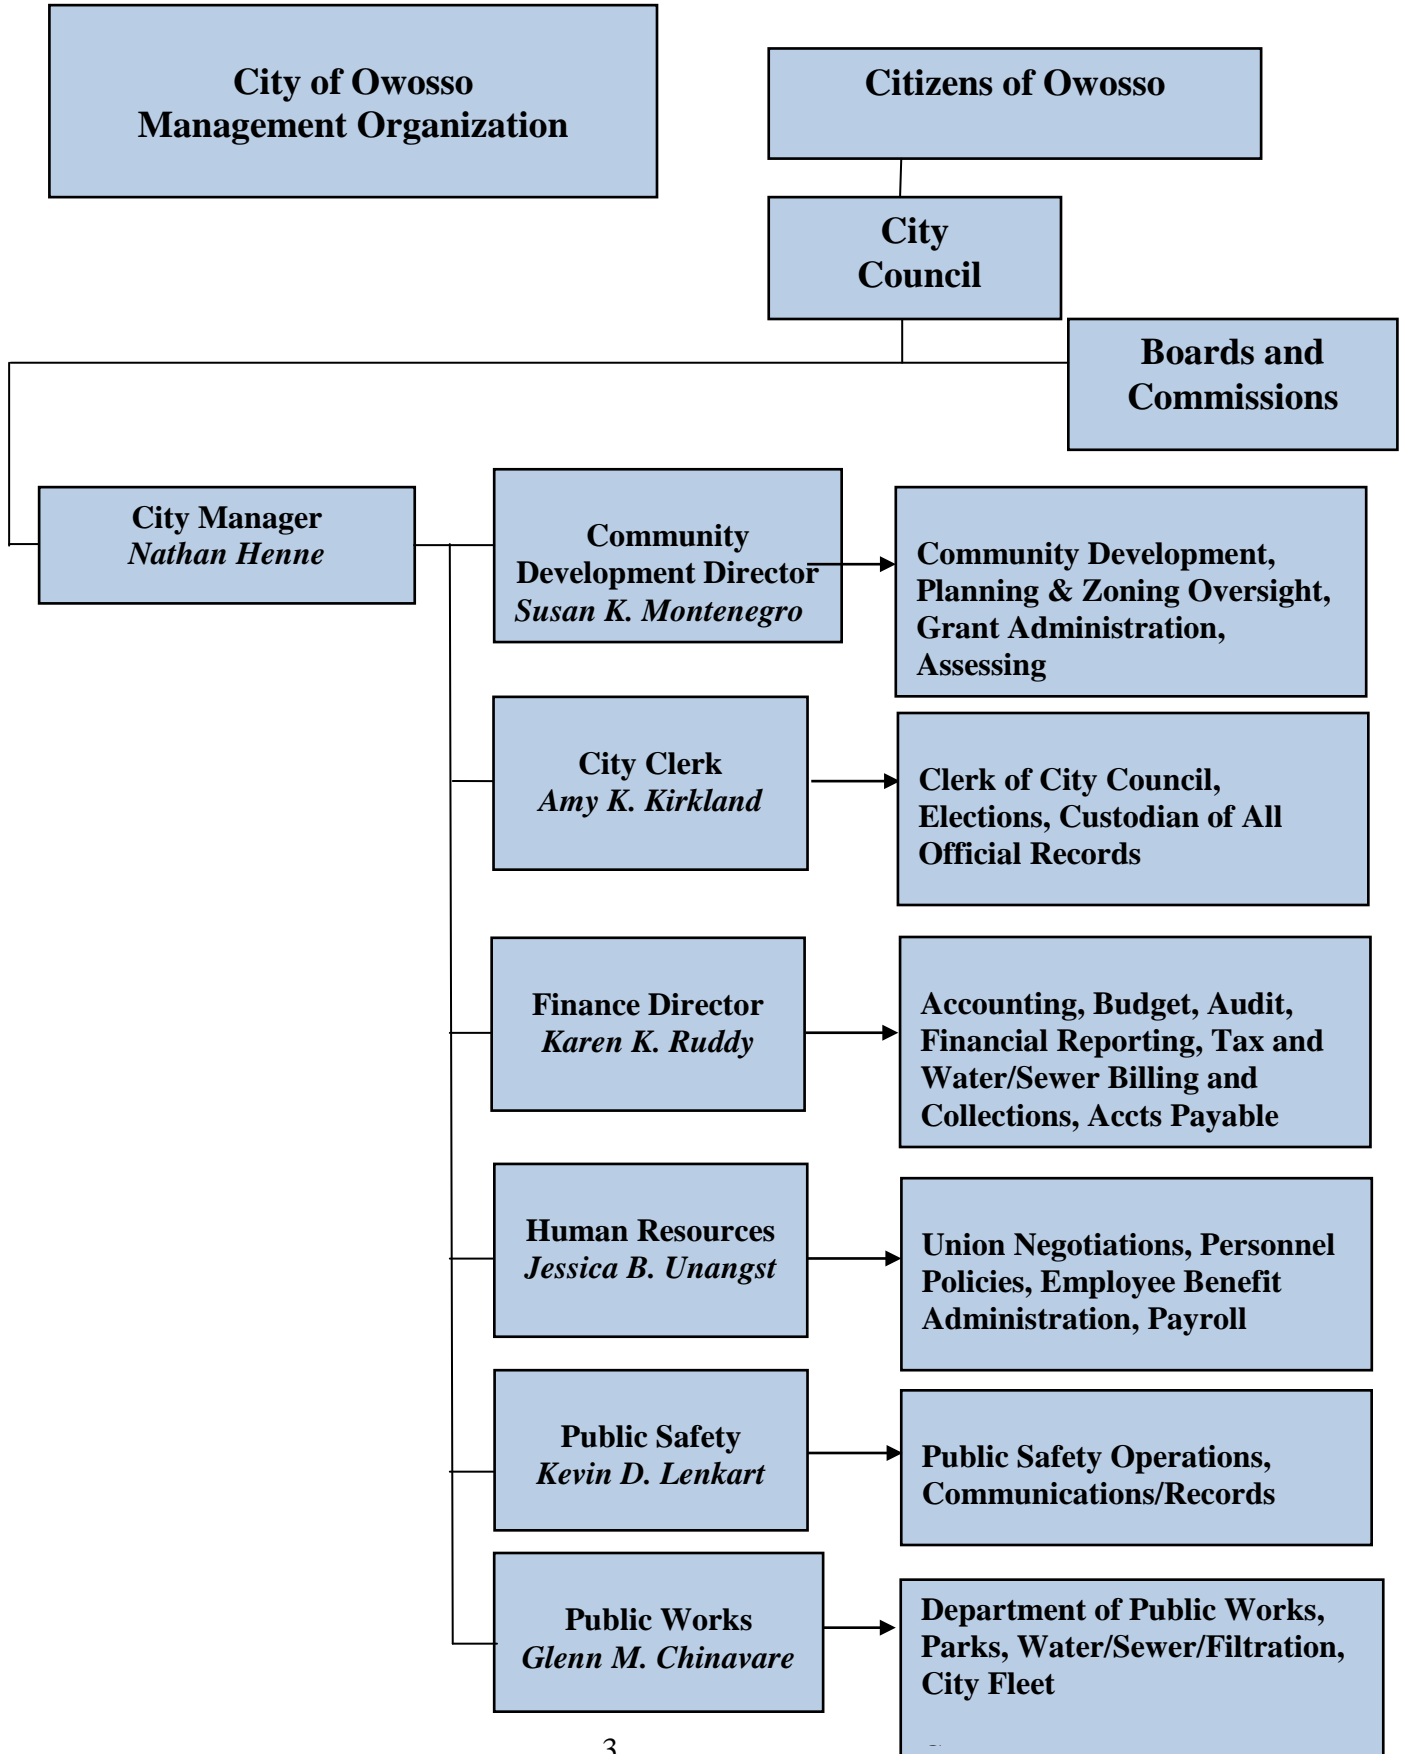 City of Owosso
Management Organization
Citizens of Owosso
City
Council
Boards and
Commissions
City Manager
Nathan Henne
Community
Development Director
Susan K. Montenegro
Community Development,
Planning & Zoning Oversight,
Grant Administration,
Assessing
City Clerk
Amy K. Kirkland
Clerk of City Council,
Elections, Custodian of All
Official Records
Finance Director
Karen K. Ruddy
Accounting, Budget, Audit,
Financial Reporting, Tax and
Water/Sewer Billing and
Collections, Accts Payable
Human Resources
Jessica B. Unangst
Union Negotiations, Personnel
Policies, Employee Benefit
Administration, Payroll
Public Safety
Kevin D. Lenkart
Public Safety Operations,
Communications/Records
Public Works
Glenn M. Chinavare
Department of Public Works,
Parks, Water/Sewer/Filtration,
City Fleet
3